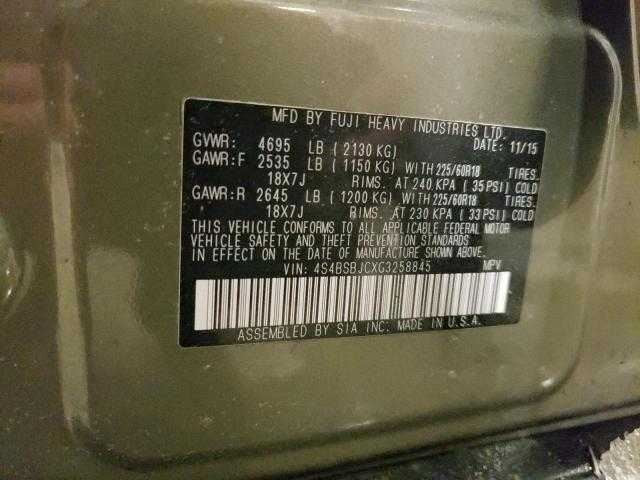 MFD BY FUJI HEAVY INDUSTRIES LTD.
GVWR: 4695 LB (2130 KG) DATE: 11/15
GAWR:F 2535 LB (1150 KG) WITH 225/60R18 TIRES.
18X7J RIMS. AT 240 KPA (35 PSI) COLD
GAWR:R 2645 LB (1200 KG) WITH 225/60R18 TIRES.
18X7J RIMS. AT 230 KPA (33 PSI) COLD
THIS VEHICLE CONFORMS TO ALL APPLICABLE FEDERAL MOTOR
VEHICLE SAFETY AND THEFT PREVENTION STANDARDS
IN EFFECT ON THE DATE OF MANUFACTURE SHOWN ABOVE.
VIN: 4S4BSBJCXG3258845 MPV
ASSEMBLED BY SIA INC. MADE IN U.S.A.